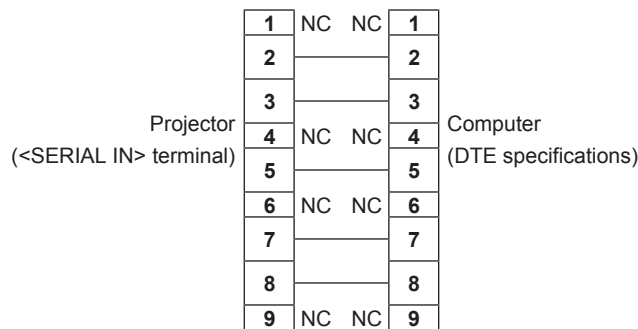 1 NC NC 1
2 2
3 3
Projector Computer
4 NC NC 4
(<SERIAL IN> terminal) (DTE specifications)
5 5
6 NC NC 6
7 7
8 8
9 NC NC 9